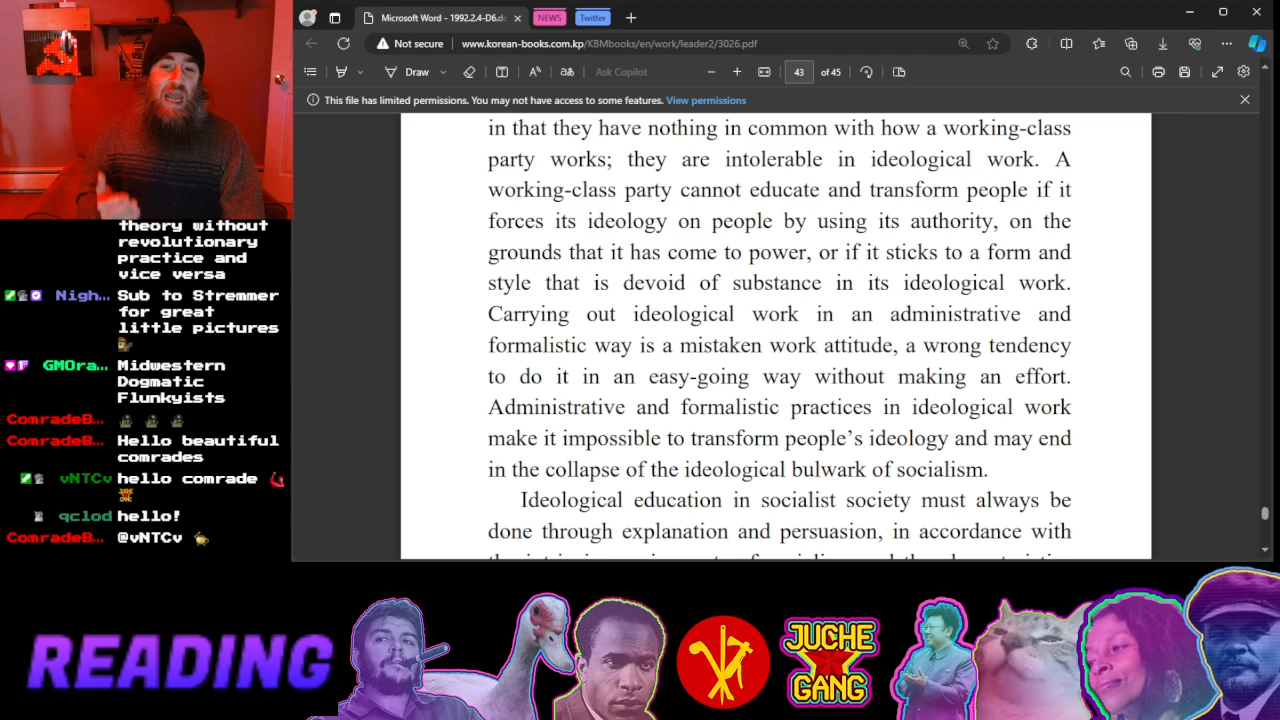 Microsoft Word - 1992.2.4-D6.do
NEWS
Twitter
Not secure
www.korean-books.com.kp/KBMbooks/en/work/leader2/3026.pdf
Draw
Ask Copilot
43 of 45
This file has limited permissions. You may not have access to some features. View permissions
in that they have nothing in common with how a working-class
party works; they are intolerable in ideological work. A
working-class party cannot educate and transform people if it
forces its ideology on people by using its authority, on the
grounds that it has come to power, or if it sticks to a form and
style that is devoid of substance in its ideological work.
Carrying out ideological work in an administrative and
formalistic way is a mistaken work attitude, a wrong tendency
to do it in an easy-going way without making an effort.
Administrative and formalistic practices in ideological work
make it impossible to transform people's ideology and may end
in the collapse of the ideological bulwark of socialism.
Ideological education in socialist society must always be
done through explanation and persuasion, in accordance with
theory without
revolutionary
practice and
vice versa
Nigh... Sub to Stremmer
for great
little pictures
GMOra... Midwestern
Dogmatic
Flunkyists
ComradeB...
ComradeB... Hello beautiful
comrades
vNTCv hello comrade
qclod hello!
ComradeB... @vNTCv
READING
JUCHE
GANG